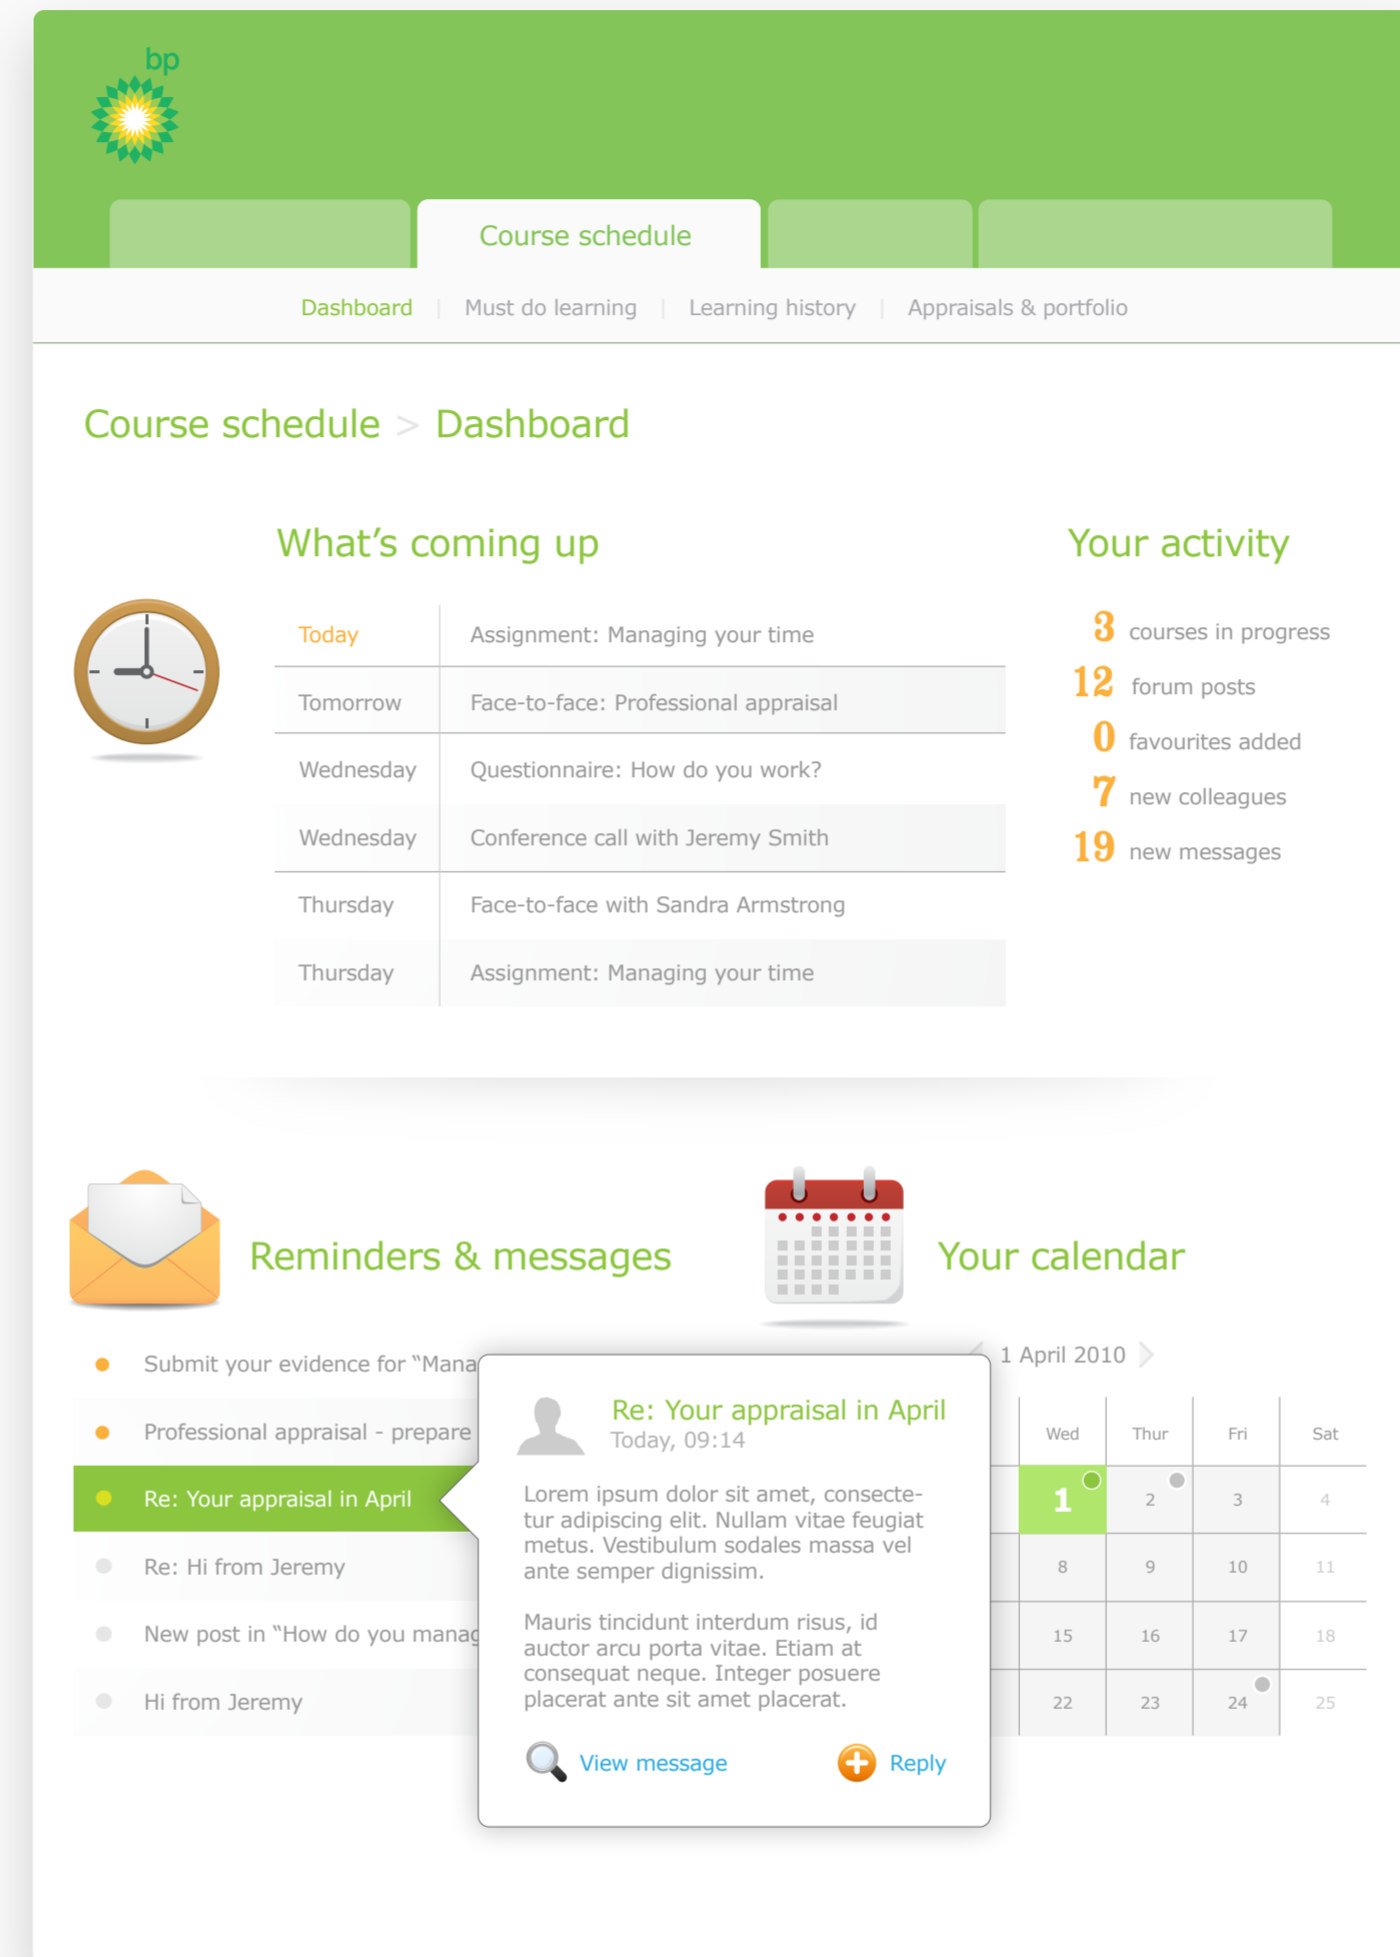 bp
Course schedule
Dashboard | Must do learning | Learning history | Appraisals & portfolio
Course schedule > Dashboard
What’s coming up
Today Assignment: Managing your time
Tomorrow Face-to-face: Professional appraisal
Wednesday Questionnaire: How do you work?
Wednesday Conference call with Jeremy Smith
Thursday Face-to-face with Sandra Armstrong
Thursday Assignment: Managing your time
Your activity
3 courses in progress
12 forum posts
0 favourites added
7 new colleagues
19 new messages
Reminders & messages
Submit your evidence for “Mana
Professional appraisal - prepare
Re: Your appraisal in April
Re: Hi from Jeremy
New post in “How do you manag
Hi from Jeremy
Re: Your appraisal in April
Today, 09:14
Lorem ipsum dolor sit amet, consecte-
tur adipiscing elit. Nullam vitae feugiat
metus. Vestibulum sodales massa vel
ante semper dignissim.
Mauris tincidunt interdum risus, id
auctor arcu porta vitae. Etiam at
consequat neque. Integer posuere
placerat ante sit amet placerat.
View message Reply
Your calendar
1 April 2010
Wed Thur Fri Sat
1 2 3 4
8 9 10 11
15 16 17 18
22 23 24 25